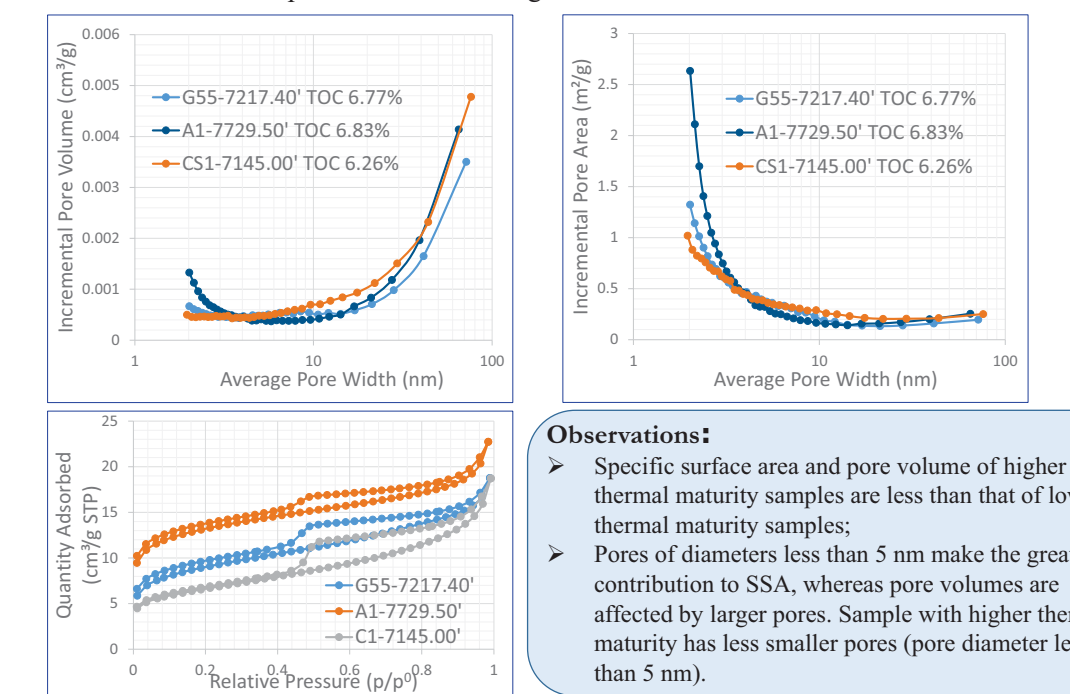 0.006
0.005
0.004
0.003
0.002
0.001
0
Incremental Pore Volume (cm³/g)
G55-7217.40' TOC 6.77%
A1-7729.50' TOC 6.83%
CS1-7145.00' TOC 6.26%
1
10
100
Average Pore Width (nm)
3
2.5
2
1.5
1
0.5
0
Incremental Pore Area (m²/g)
G55-7217.40' TOC 6.77%
A1-7729.50' TOC 6.83%
CS1-7145.00' TOC 6.26%
1
10
100
Average Pore Width (nm)
25
20
15
10
5
0
Quantity Adsorbed
(cm³/g STP)
G55-7217.40'
A1-7729.50'
C1-7145.00'
0
0.2
0.4
0.6
0.8
1
Relative Pressure (p/p⁰)
Observations:
➢ Specific surface area and pore volume of higher
thermal maturity samples are less than that of low
thermal maturity samples;
➢ Pores of diameters less than 5 nm make the great
contribution to SSA, whereas pore volumes are
affected by larger pores. Sample with higher ther
maturity has less smaller pores (pore diameter le
than 5 nm).